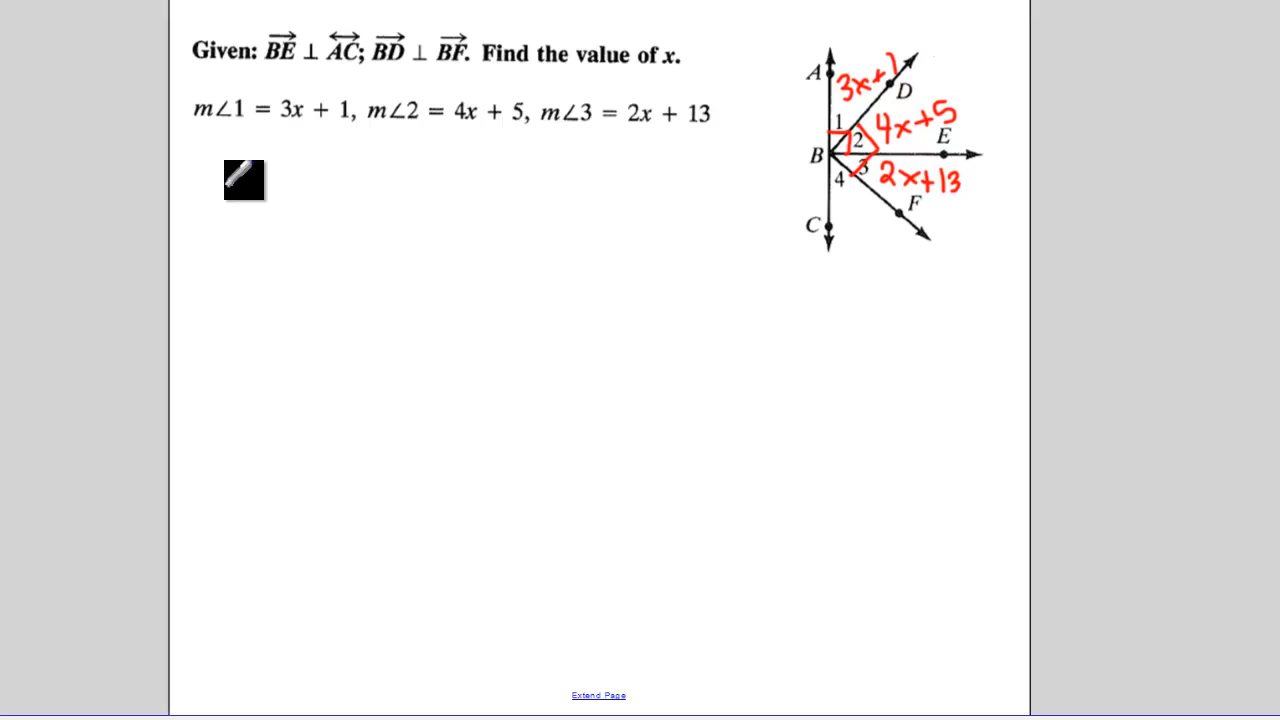 Given: BE ⊥ AC; BD ⊥ BF. Find the value of x.
m∠1 = 3x + 1, m∠2 = 4x + 5, m∠3 = 2x + 13
A
3x+1
D
1
4x+5
2
E
B
3
2x+13
4
F
C
Extend Page